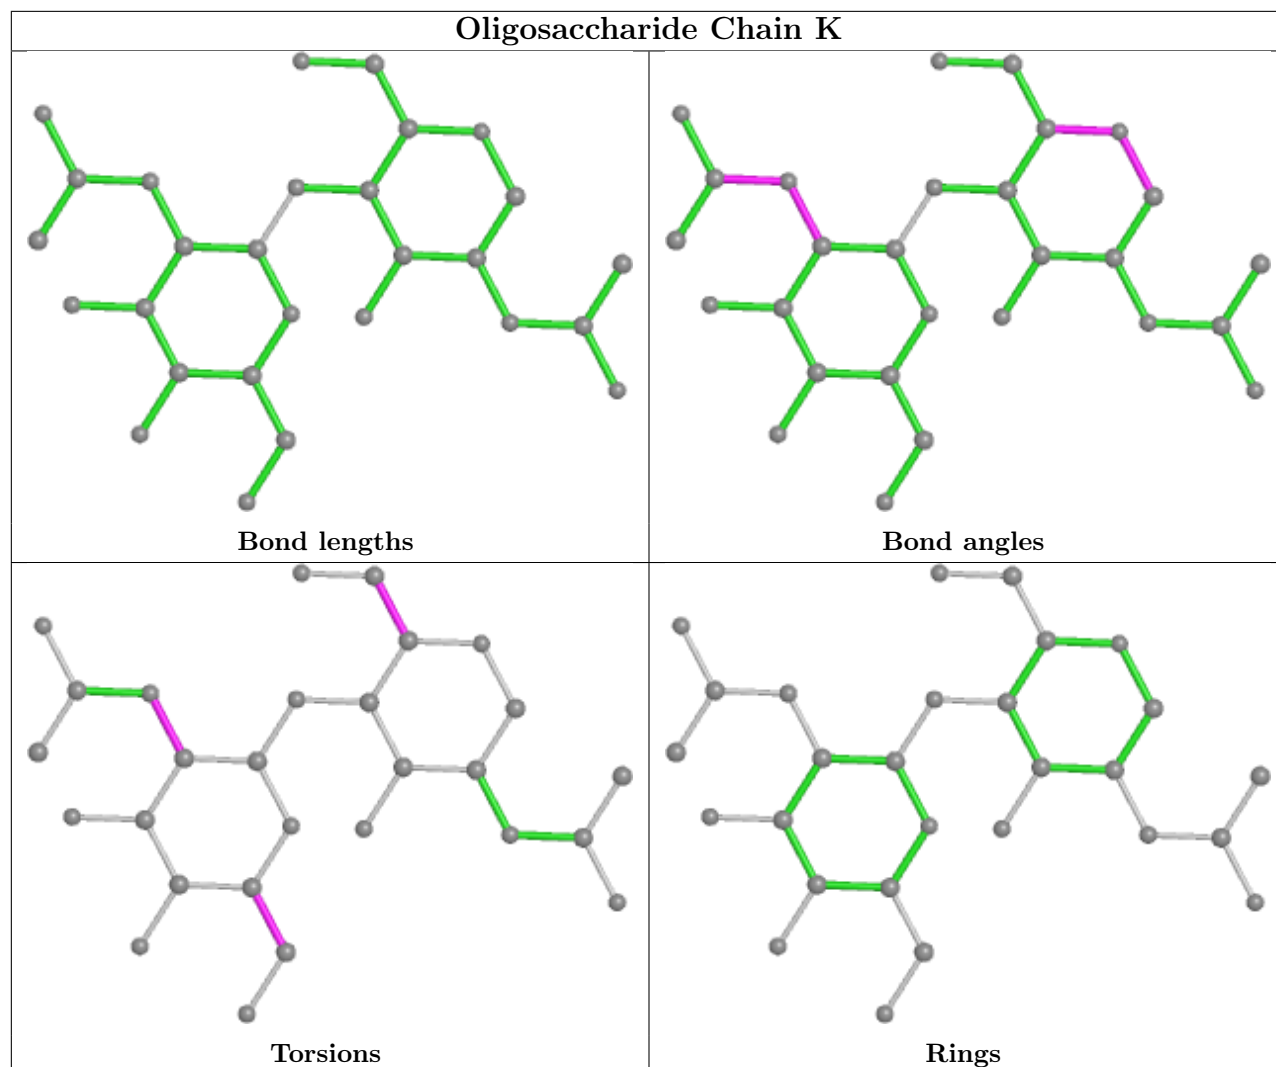 Oligosaccharide Chain K
Bond lengths
Bond angles
Torsions
Rings